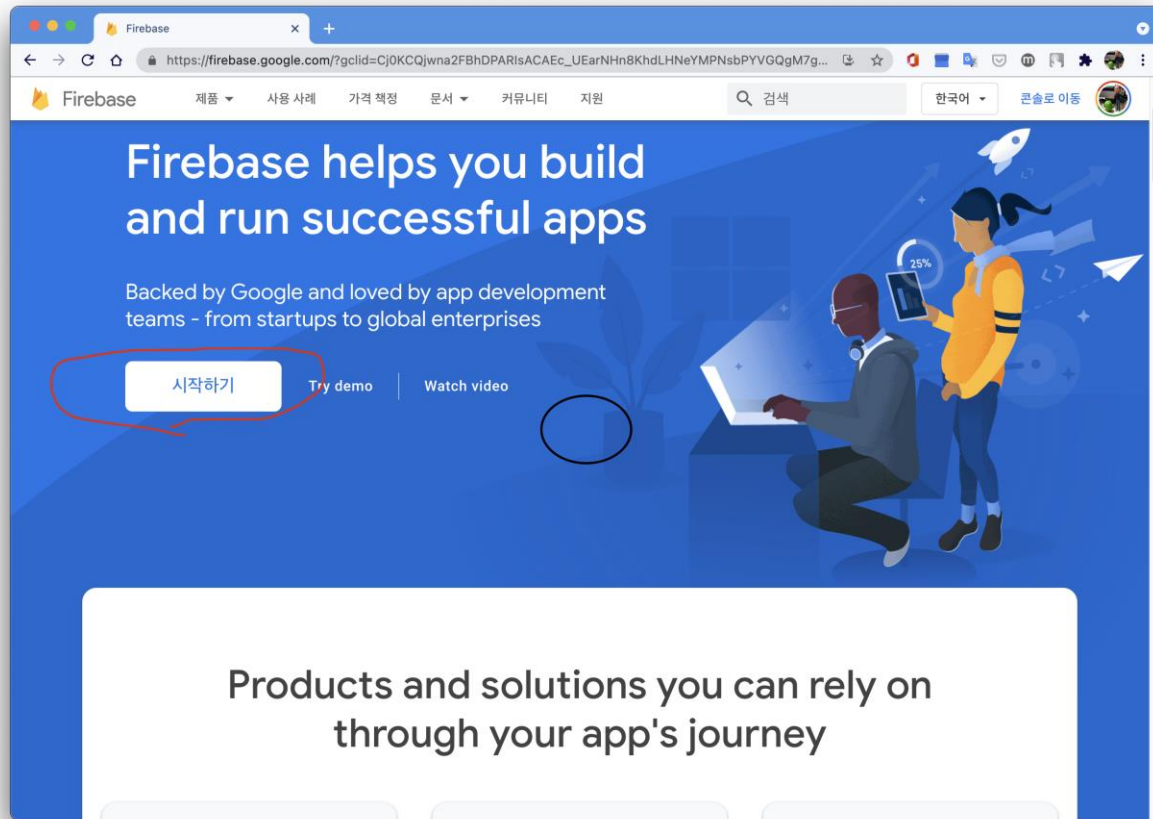 Firebase
https://firebase.google.com/?gclid=Cj0KCQjwna2FBhDPARIsACAEc_UEarNHn8KhdLHNeYMPNsbPYVGQgM7g...
Firebase 제품 사용 사례 가격 책정 문서 커뮤니티 지원 검색 한국어 콘솔로 이동
Firebase helps you build
and run successful apps
25%
Backed by Google and loved by app development
teams - from startups to global enterprises
시작하기 Try demo Watch video
Products and solutions you can rely on
through your app's journey